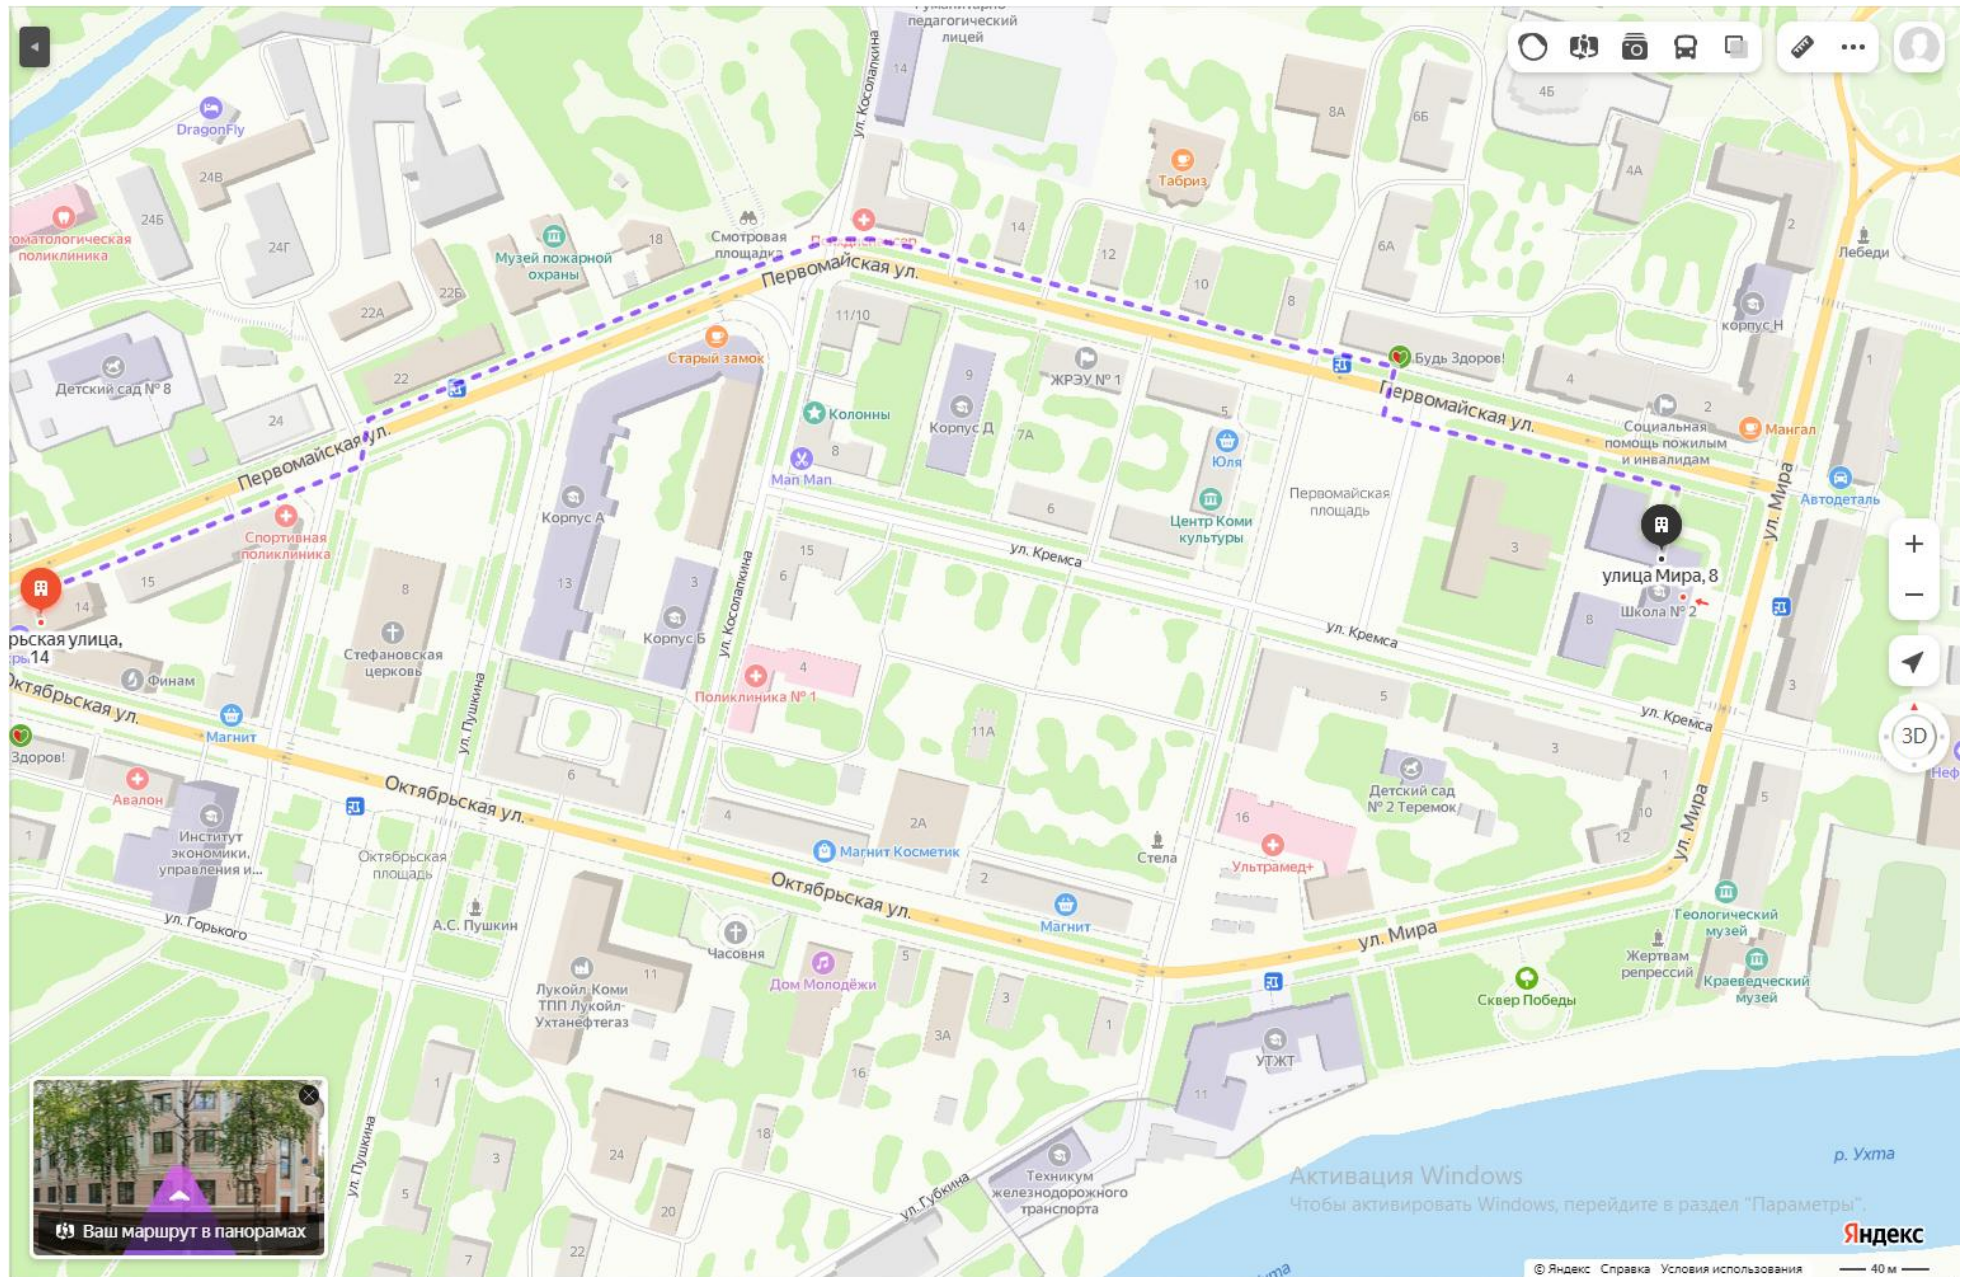 педагогический
лицей
14
ул. Косолапкина
8А
6Б
4Б
DragonFly
24В
Табриз
4А
24Б
2
оматологическая
поликлиника
24Г
Музей пожарной
охраны
18
Смотровая
площадка
14
12
6А
Лебеди
22Б
22А
Первомайская ул.
10
8
11/10
корпус Н
Старый замок
Детский сад № 8
22
ЖРЭУ № 1
Будь Здоров!
1
9
4
24
Колонны
Корпус Д
7А
5
Первомайская ул.
2
Социальная
помощь пожилым
и инвалидам
Мангал
Первомайская ул.
8
Man Man
Юля
Первомайская
площадь
Автодеталь
ул. Мира
Корпус А
6
Центр Коми
культуры
Спортивная
поликлиника
15
ул. Кремса
3
15
13
3
6
улица Мира, 8
14
8
Школа № 2
8
рьская улица,
14
Стефановская
церковь
Корпус Б
ул. Косолапкина
ул. Кремса
Финам
4
Поликлиника № 1
5
3
Октябрьская ул.
Магнит
ул. Пушкина
11А
ул. Кремса
3
3D
Здоров!
6
1
Неф
Авалон
Октябрьская ул.
Детский сад
№ 2 Теремок
5
1
Институт
экономики,
управления и...
4
2А
16
10
12
ул. Мира
Октябрьская
площадь
Магнит Косметик
Стела
Ультрамед+
Октябрьская ул.
2
Геологический
музей
ул. Горького
А.С. Пушкин
Магнит
ул. Мира
Часовня
5
Жертвам
репрессий
11
Лукойл-Коми
ТПП Лукойл-
Ухтанефтегаз
Дом Молодёжи
3
Сквер Победы
Краеведческий
музей
1
3А
УТЖТ
1
16
11
ул. Пушкина
18
3
24
р. Ухта
Техникум
железнодорожного
транспорта
Активация Windows
Чтобы активировать Windows, перейдите в раздел "Параметры".
5
ул. Губкина
20
Ваш маршрут в панорамах
Яндекс
7
22
хта
© Яндекс Справка Условия использования 40 м